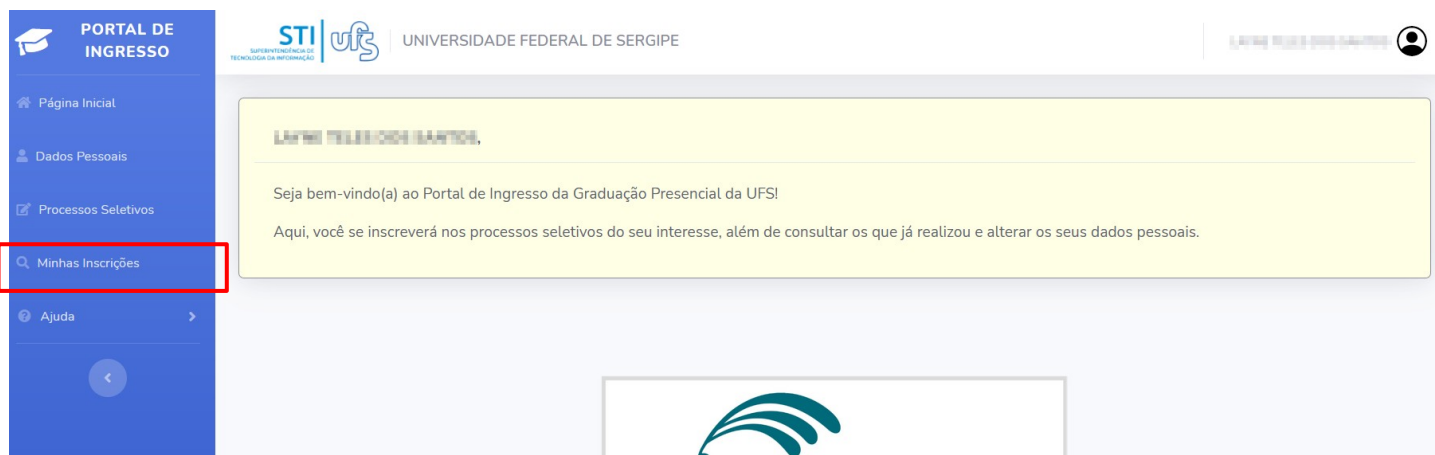 PORTAL DE
INGRESSO
Página Inicial
Dados Pessoais
Processos Seletivos
Minhas Inscrições
Ajuda
STI
SUPERINTENDÊNCIA DE
TECNOLOGIA DA INFORMAÇÃO
ufs
UNIVERSIDADE FEDERAL DE SERGIPE
Seja bem-vindo(a) ao Portal de Ingresso da Graduação Presencial da UFS!
Aqui, você se inscreverá nos processos seletivos do seu interesse, além de consultar os que já realizou e alterar os seus dados pessoais.